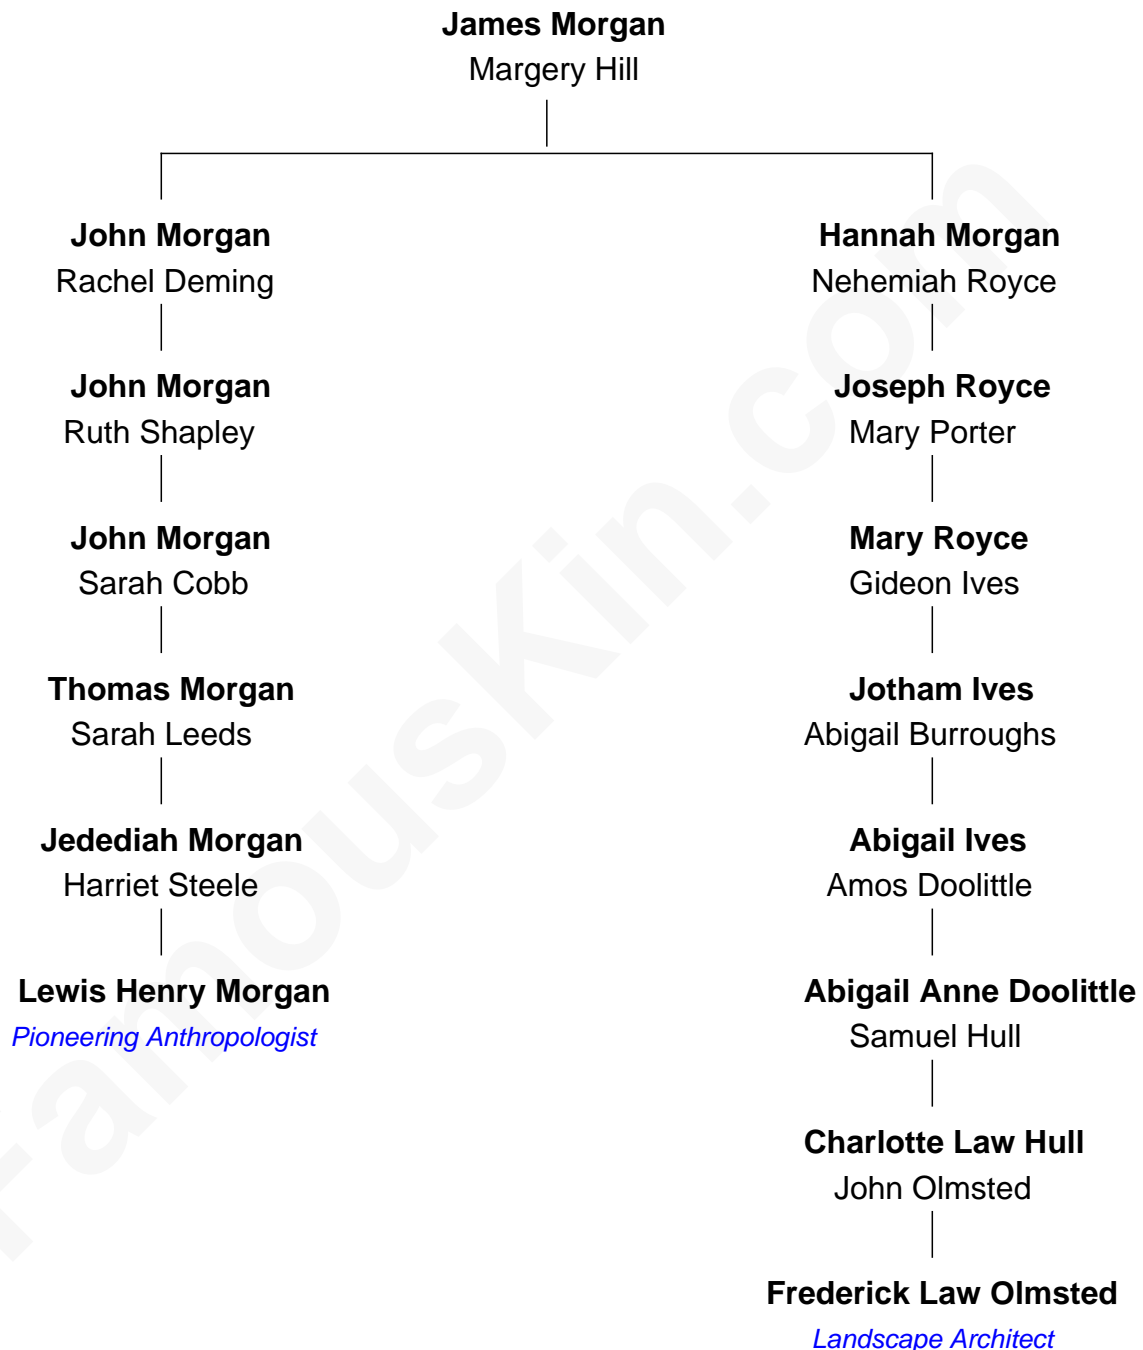 James Morgan
Margery Hill
John Morgan
Rachel Deming
Hannah Morgan
Nehemiah Royce
John Morgan
Ruth Shapley
Joseph Royce
Mary Porter
John Morgan
Sarah Cobb
Mary Royce
Gideon Ives
Thomas Morgan
Sarah Leeds
Jotham Ives
Abigail Burroughs
Jedediah Morgan
Harriet Steele
Abigail Ives
Amos Doolittle
Lewis Henry Morgan
Pioneering Anthropologist
Abigail Anne Doolittle
Samuel Hull
Charlotte Law Hull
John Olmsted
Frederick Law Olmsted
Landscape Architect
FamousKin.com